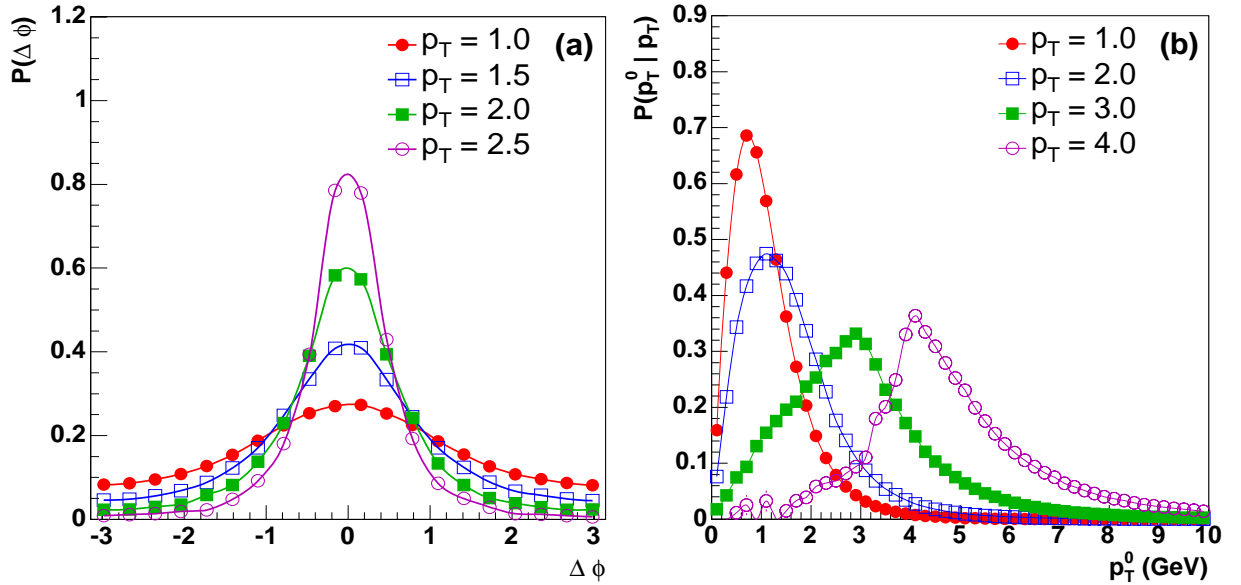 P(Δ ϕ)
1.2
1
0.8
0.6
0.4
0.2
0
-3 -2 -1 0 1 2 3
Δ ϕ
(a)
p_T = 1.0
p_T = 1.5
p_T = 2.0
p_T = 2.5
P(p_T^0 | p_T)
0.9
0.8
0.7
0.6
0.5
0.4
0.3
0.2
0.1
0
0 1 2 3 4 5 6 7 8 9 10
p_T^0 (GeV)
(b)
p_T = 1.0
p_T = 2.0
p_T = 3.0
p_T = 4.0